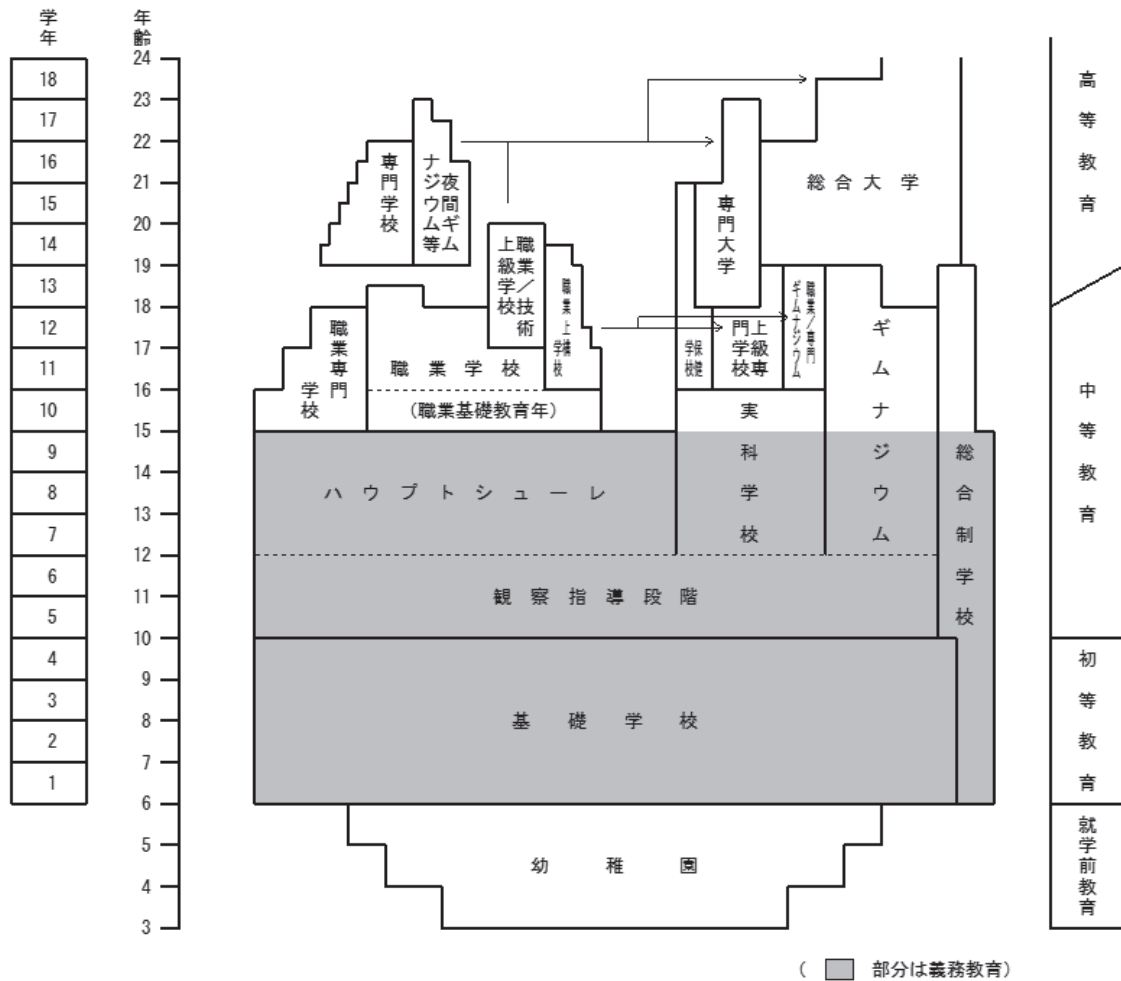 学年
年齢
24
23
22
21
20
19
18
17
16
15
14
13
12
11
10
9
8
7
6
5
4
3
18
17
16
15
14
13
12
11
10
9
8
7
6
5
4
3
2
1
専門学校
夜間ギム
ナジウム等
職業／技術
上級学校
職業上構
学校
職業専門
学校
職業学校
(職業基礎教育年)
専門大学
総合大学
保健
学校
上級専
門学校
職業／専門
ギムナジウム
ギムナジウム
実科学校
総合制学校
ハウプトシューレ
観察指導段階
基礎学校
幼稚園
高等教育
中等教育
初等教育
就学前教育
( 部分は義務教育)